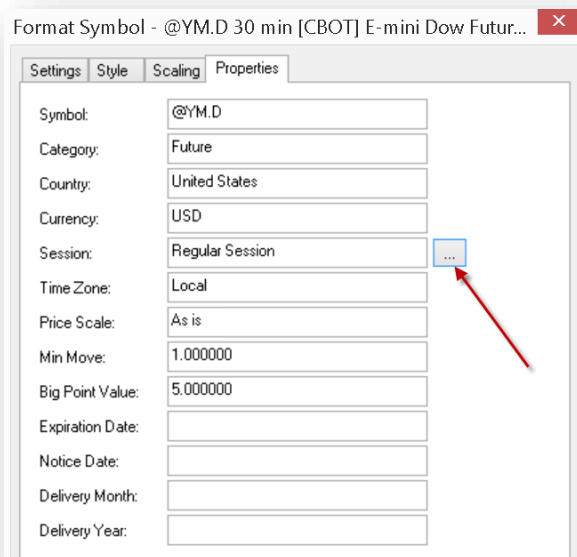 Format Symbol - @YM.D 30 min [CBOT] E-mini Dow Futur...
Settings Style Scaling Properties
Symbol: @YM.D
Category: Future
Country: United States
Currency: USD
Session: Regular Session ...
Time Zone: Local
Price Scale: As is
Min Move: 1.000000
Big Point Value: 5.000000
Expiration Date:
Notice Date:
Delivery Month:
Delivery Year: